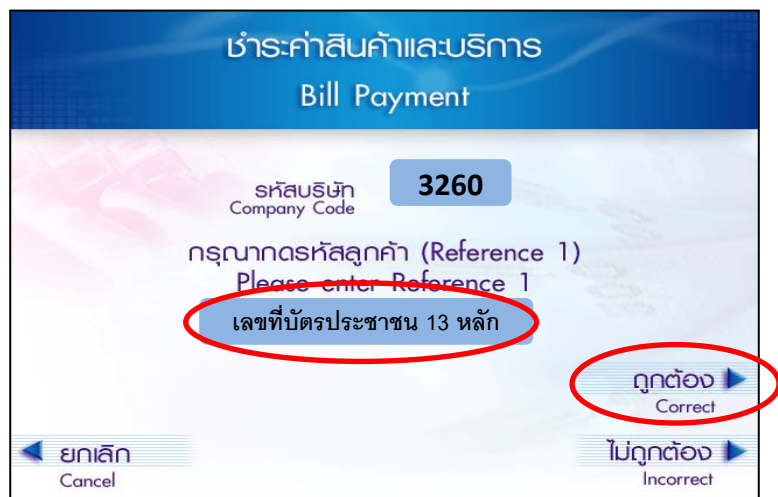 ชำระค่าสินค้าและบริการ
Bill Payment
รหัสบริษัท
Company Code
3260
กรุณากดรหัสลูกค้า (Reference 1)
Please enter Reference 1
เลขที่บัตรประชาชน 13 หลัก
ถูกต้อง
Correct
ยกเลิก
Cancel
ไม่ถูกต้อง
Incorrect